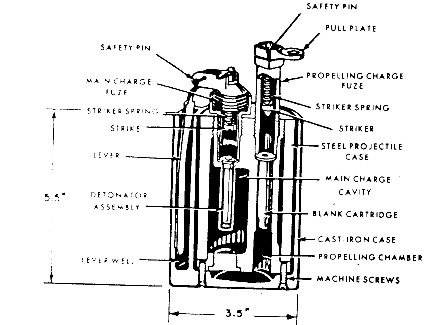 SAFETY PIN
PULL PLATE
SAFETY PIN
MAIN CHARGE
FUZE
PROPELLING CHARGE
FUZE
STRIKER SPRING
STRIKER SPRING
STRIKE
STRIKER
LEVER
STEEL PROJECTILE
CASE
MAIN CHARGE
CAVITY
5.5"
DETONATOR
ASSEMBLY
BLANK CARTRIDGE
CAST-IRON CASE
LEVER WELL
PROPELLING CHAMBER
MACHINE SCREWS
3.5"